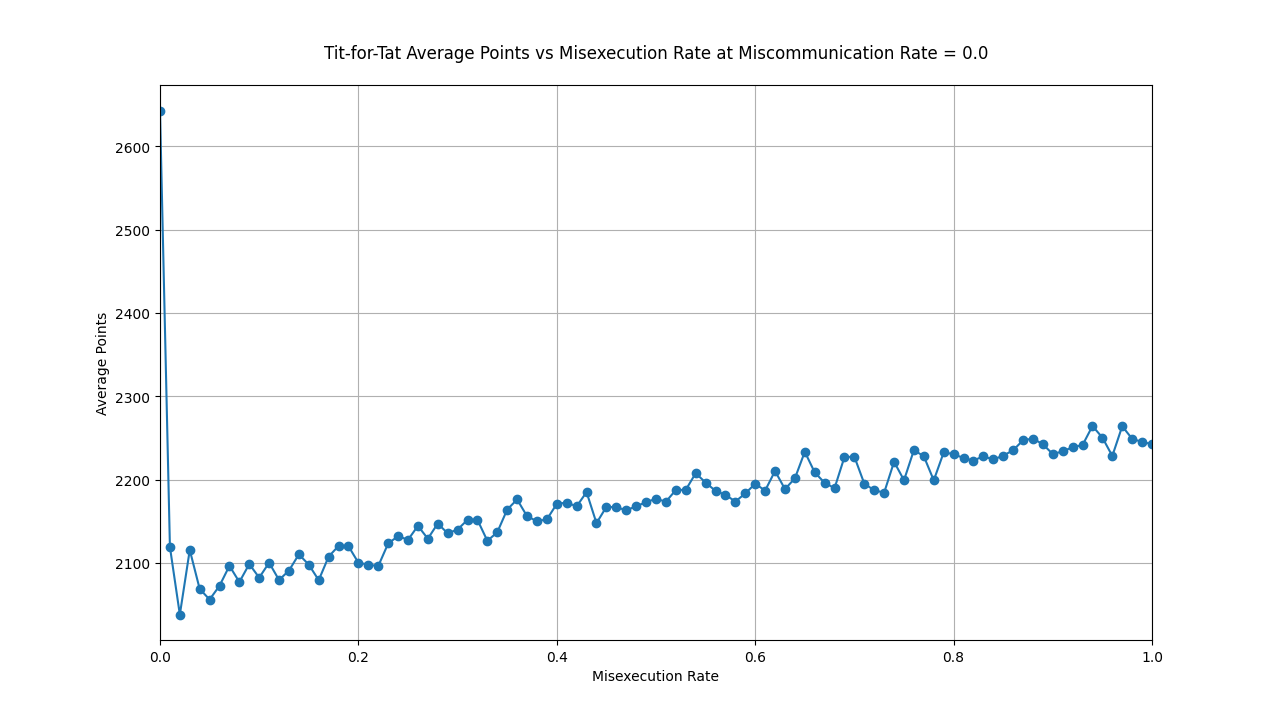 Tit-for-Tat Average Points vs Misexecution Rate at Miscommunication Rate = 0.0
2600
2500
2400
2300
2200
2100
Average Points
0.0 0.2 0.4 0.6 0.8 1.0
Misexecution Rate